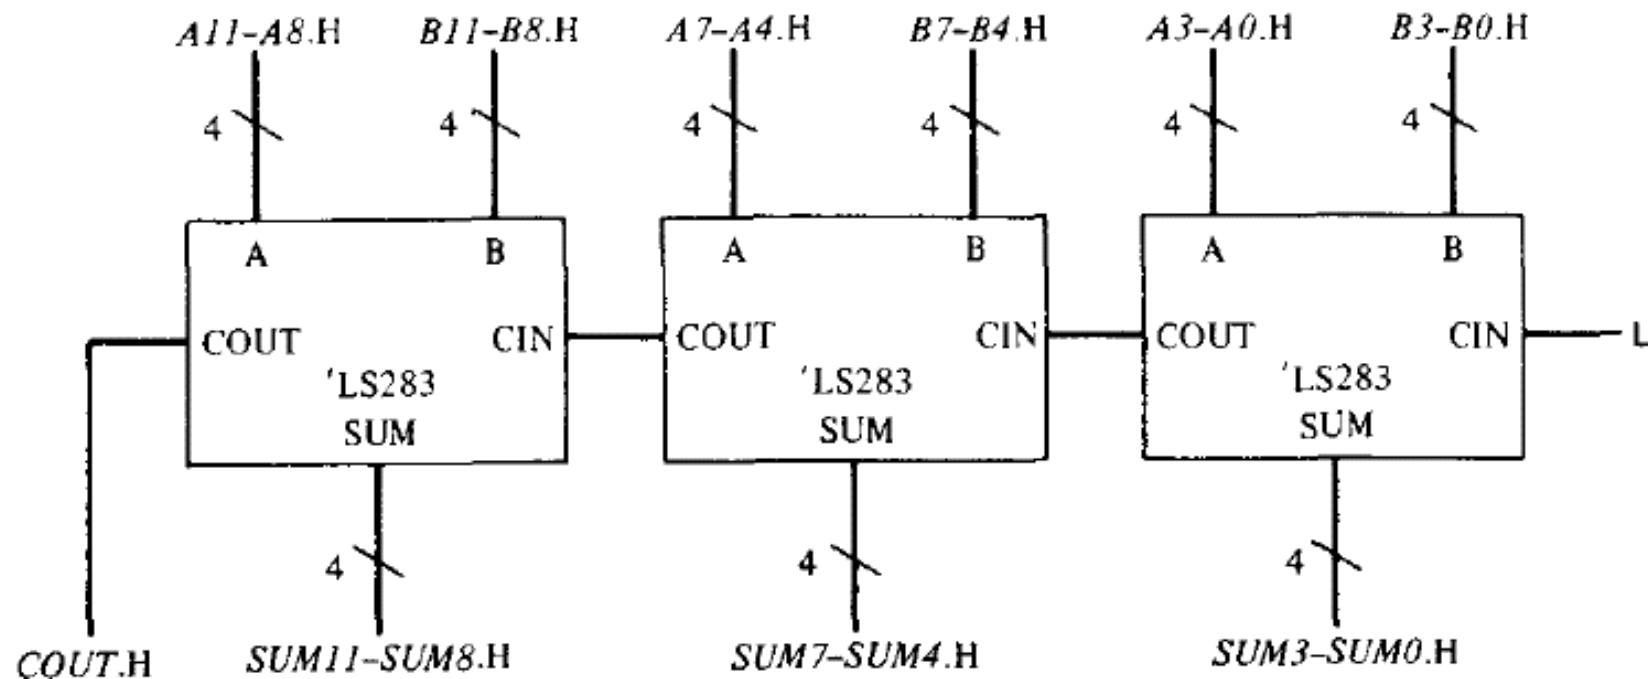 A11–A8.H B11–B8.H A7–A4.H B7–B4.H A3–A0.H B3–B0.H
4 4 4 4 4 4
A B A B A B
COUT CIN COUT CIN COUT CIN L
'LS283 'LS283 'LS283
SUM SUM SUM
4 4 4
COUT.H SUM11–SUM8.H SUM7–SUM4.H SUM3–SUM0.H